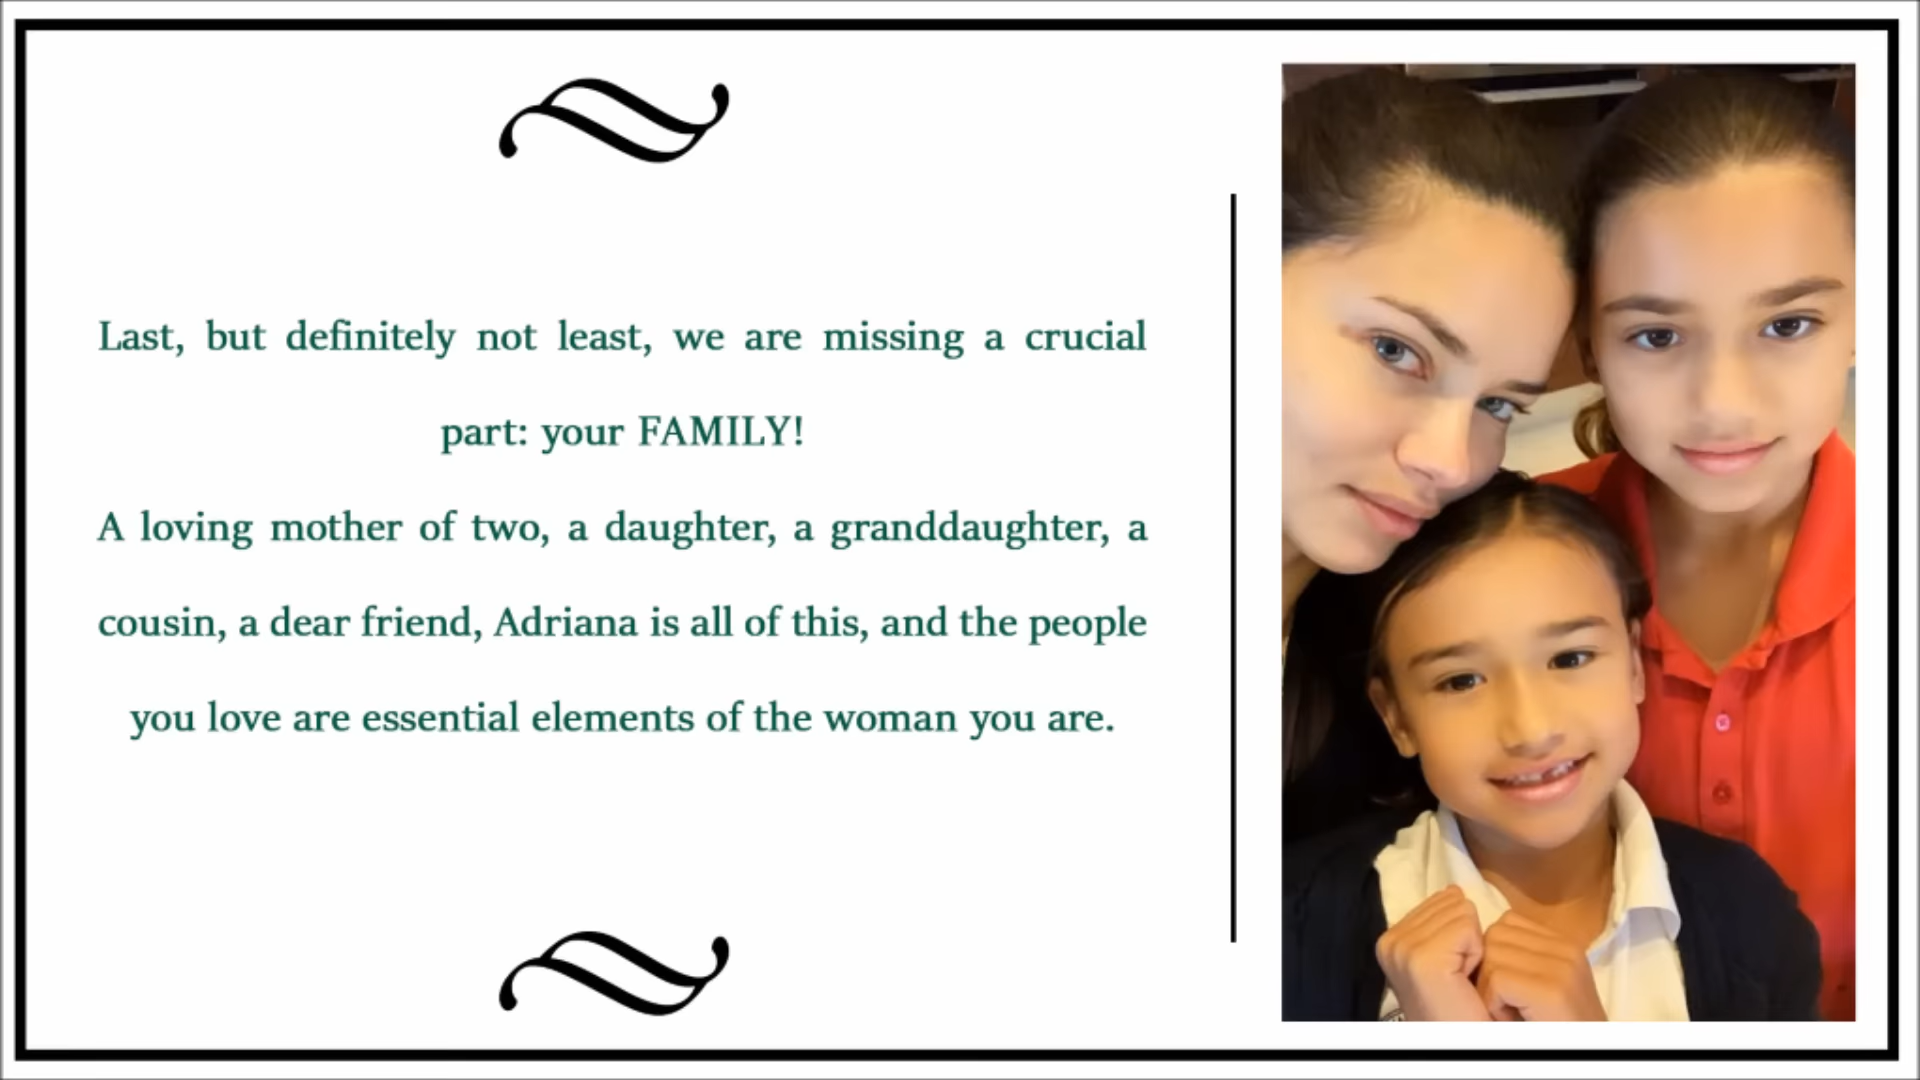 Last, but definitely not least, we are missing a crucial
part: your FAMILY!
A loving mother of two, a daughter, a granddaughter, a
cousin, a dear friend, Adriana is all of this, and the people
you love are essential elements of the woman you are.